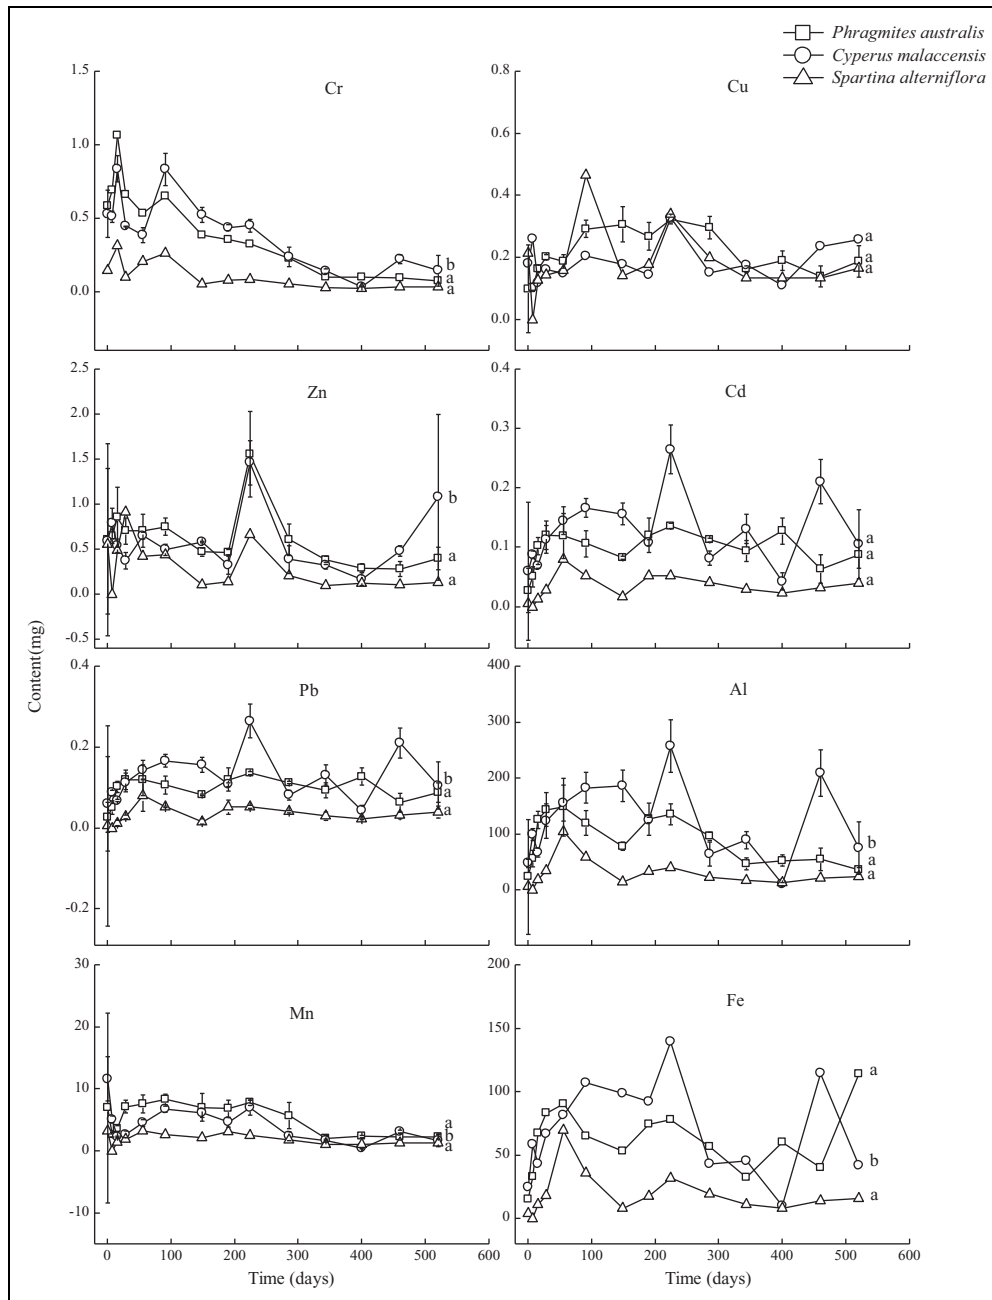 Phragmites australis
Cyperus malaccensis
Spartina alterniflora
Cr
1.5
1.0
0.5
0.0
b
a
a
Cu
0.8
0.6
0.4
0.2
0.0
a
a
a
Zn
2.5
2.0
1.5
1.0
0.5
0.0
-0.5
b
a
a
Cd
0.4
0.3
0.2
0.1
0.0
a
a
a
Content(mg)
Pb
0.4
0.2
0.0
-0.2
b
a
a
Al
400
300
200
100
0
b
a
a
Mn
30
20
10
0
-10
a
b
a
0 100 200 300 400 500 600
Time (days)
Fe
200
150
100
50
0
a
b
a
0 100 200 300 400 500 600
Time (days)